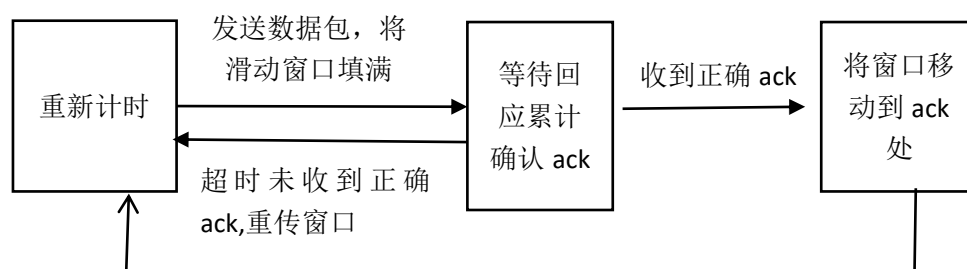 发送数据包，将
滑动窗口填满
重新计时
等待回
应累计
确认 ack
收到正确 ack
将窗口移
动到 ack
处
超时未收到正确
ack,重传窗口